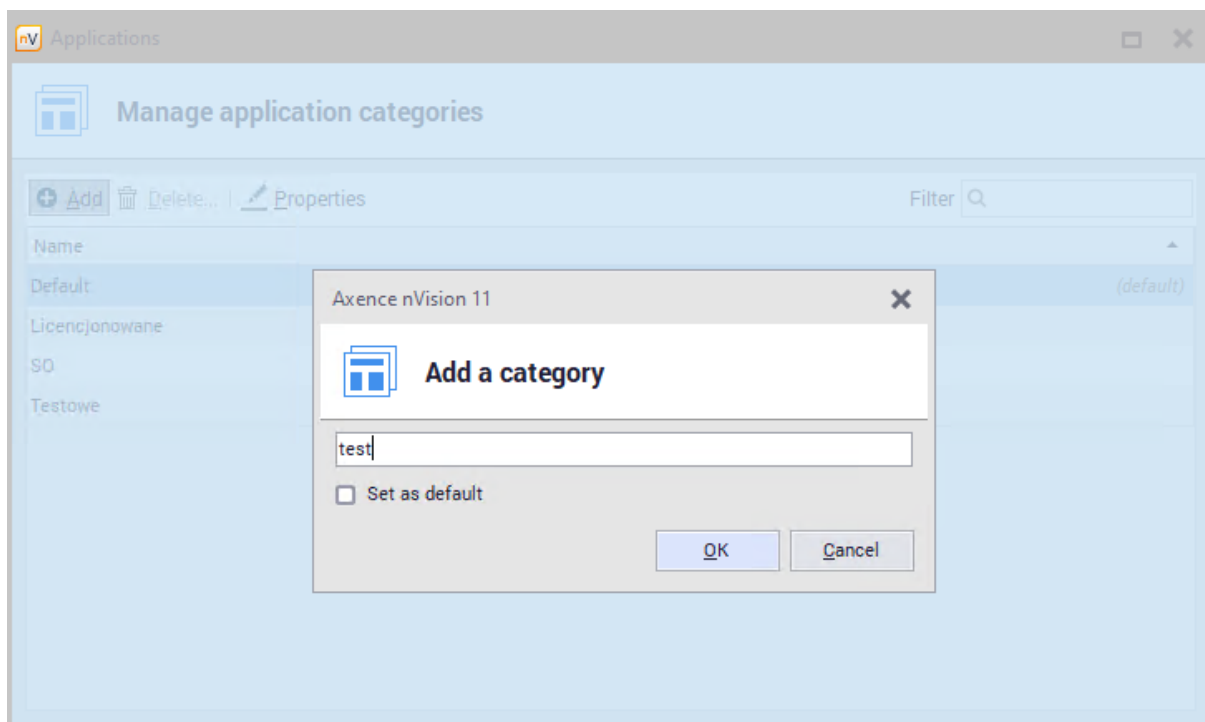 nV Applications
Manage application categories
Add Delete... Properties Filter
Name
Default (default)
Licencjonowane
SO
Testowe
Axence nVision 11
Add a category
test
Set as default
OK Cancel